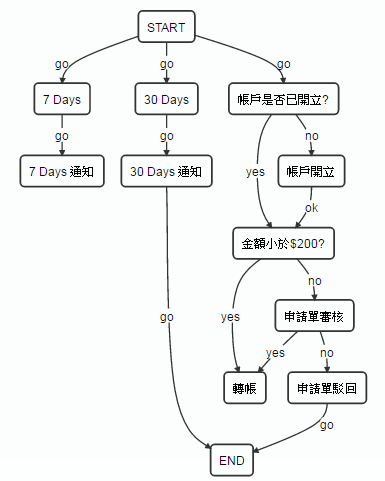 START
go
go
go
7 Days
30 Days
帳戶是否已開立?
go
go
no
7 Days 通知
30 Days 通知
yes
帳戶開立
ok
金額小於$200?
no
go
yes
申請單審核
yes
no
轉帳
申請單駁回
go
END